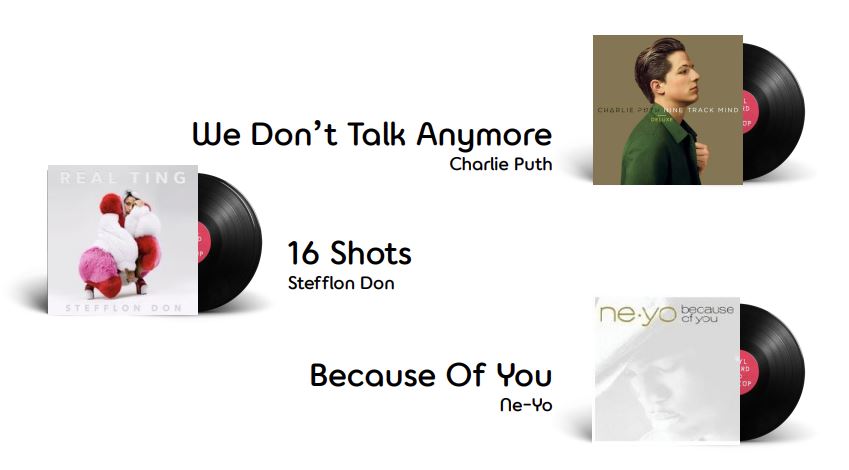 CHARLIE PUTH NINE TRACK MIND
DELUXE
We Don't Talk Anymore
Charlie Puth
REAL TING
STEFFLON DON
16 Shots
Stefflon Don
ne·yo because
of you
Because Of You
Ne-Yo